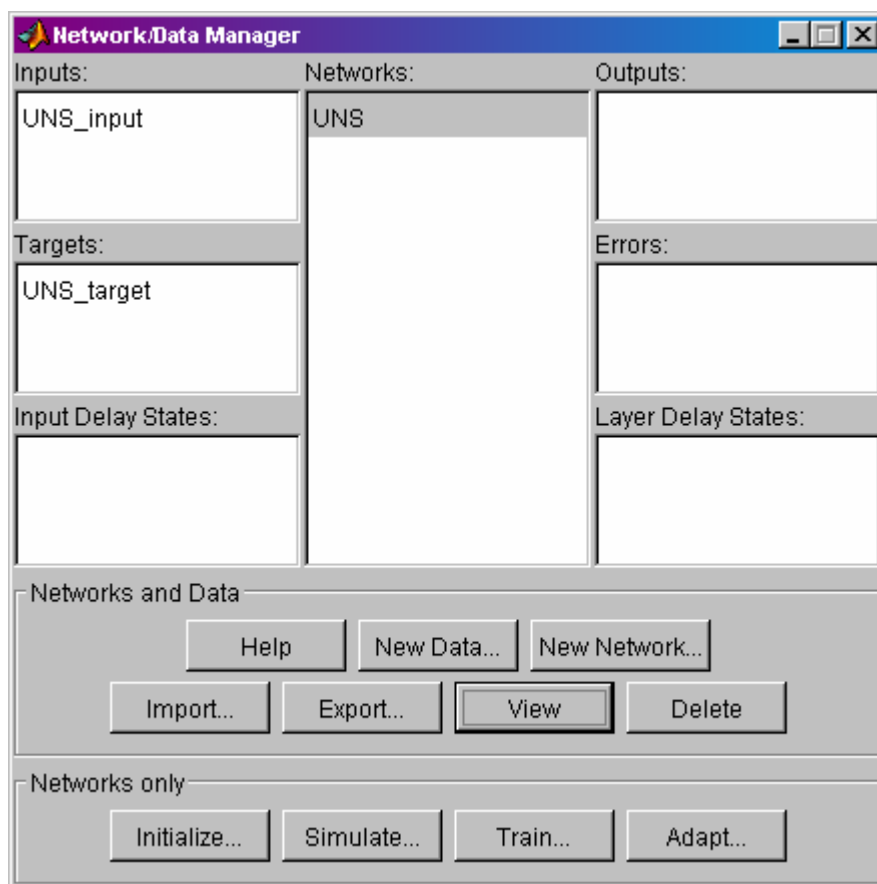 Network/Data Manager
Inputs:
Networks:
Outputs:
UNS_input
UNS
Targets:
Errors:
UNS_target
Input Delay States:
Layer Delay States:
Networks and Data
Help
New Data...
New Network...
Import...
Export...
View
Delete
Networks only
Initialize...
Simulate...
Train...
Adapt...